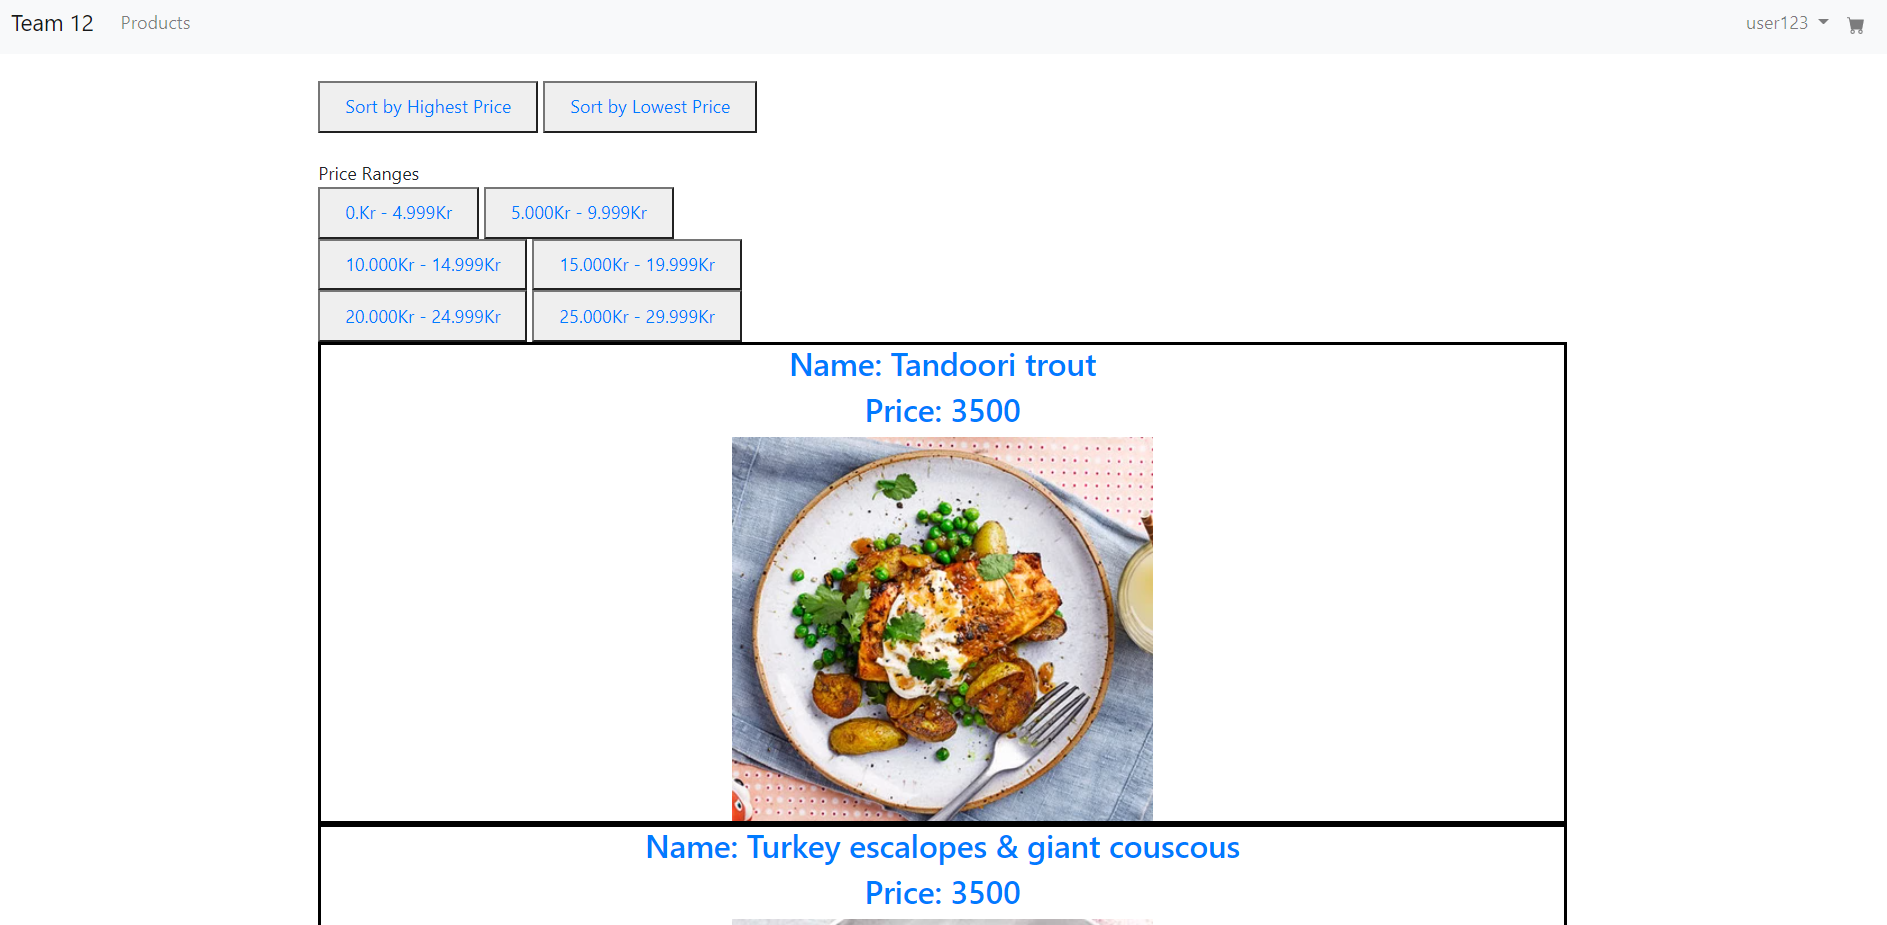 Team 12 Products user123
Sort by Highest Price Sort by Lowest Price
Price Ranges
0.Kr - 4.999Kr 5.000Kr - 9.999Kr
10.000Kr - 14.999Kr 15.000Kr - 19.999Kr
20.000Kr - 24.999Kr 25.000Kr - 29.999Kr
Name: Tandoori trout
Price: 3500
Name: Turkey escalopes & giant couscous
Price: 3500